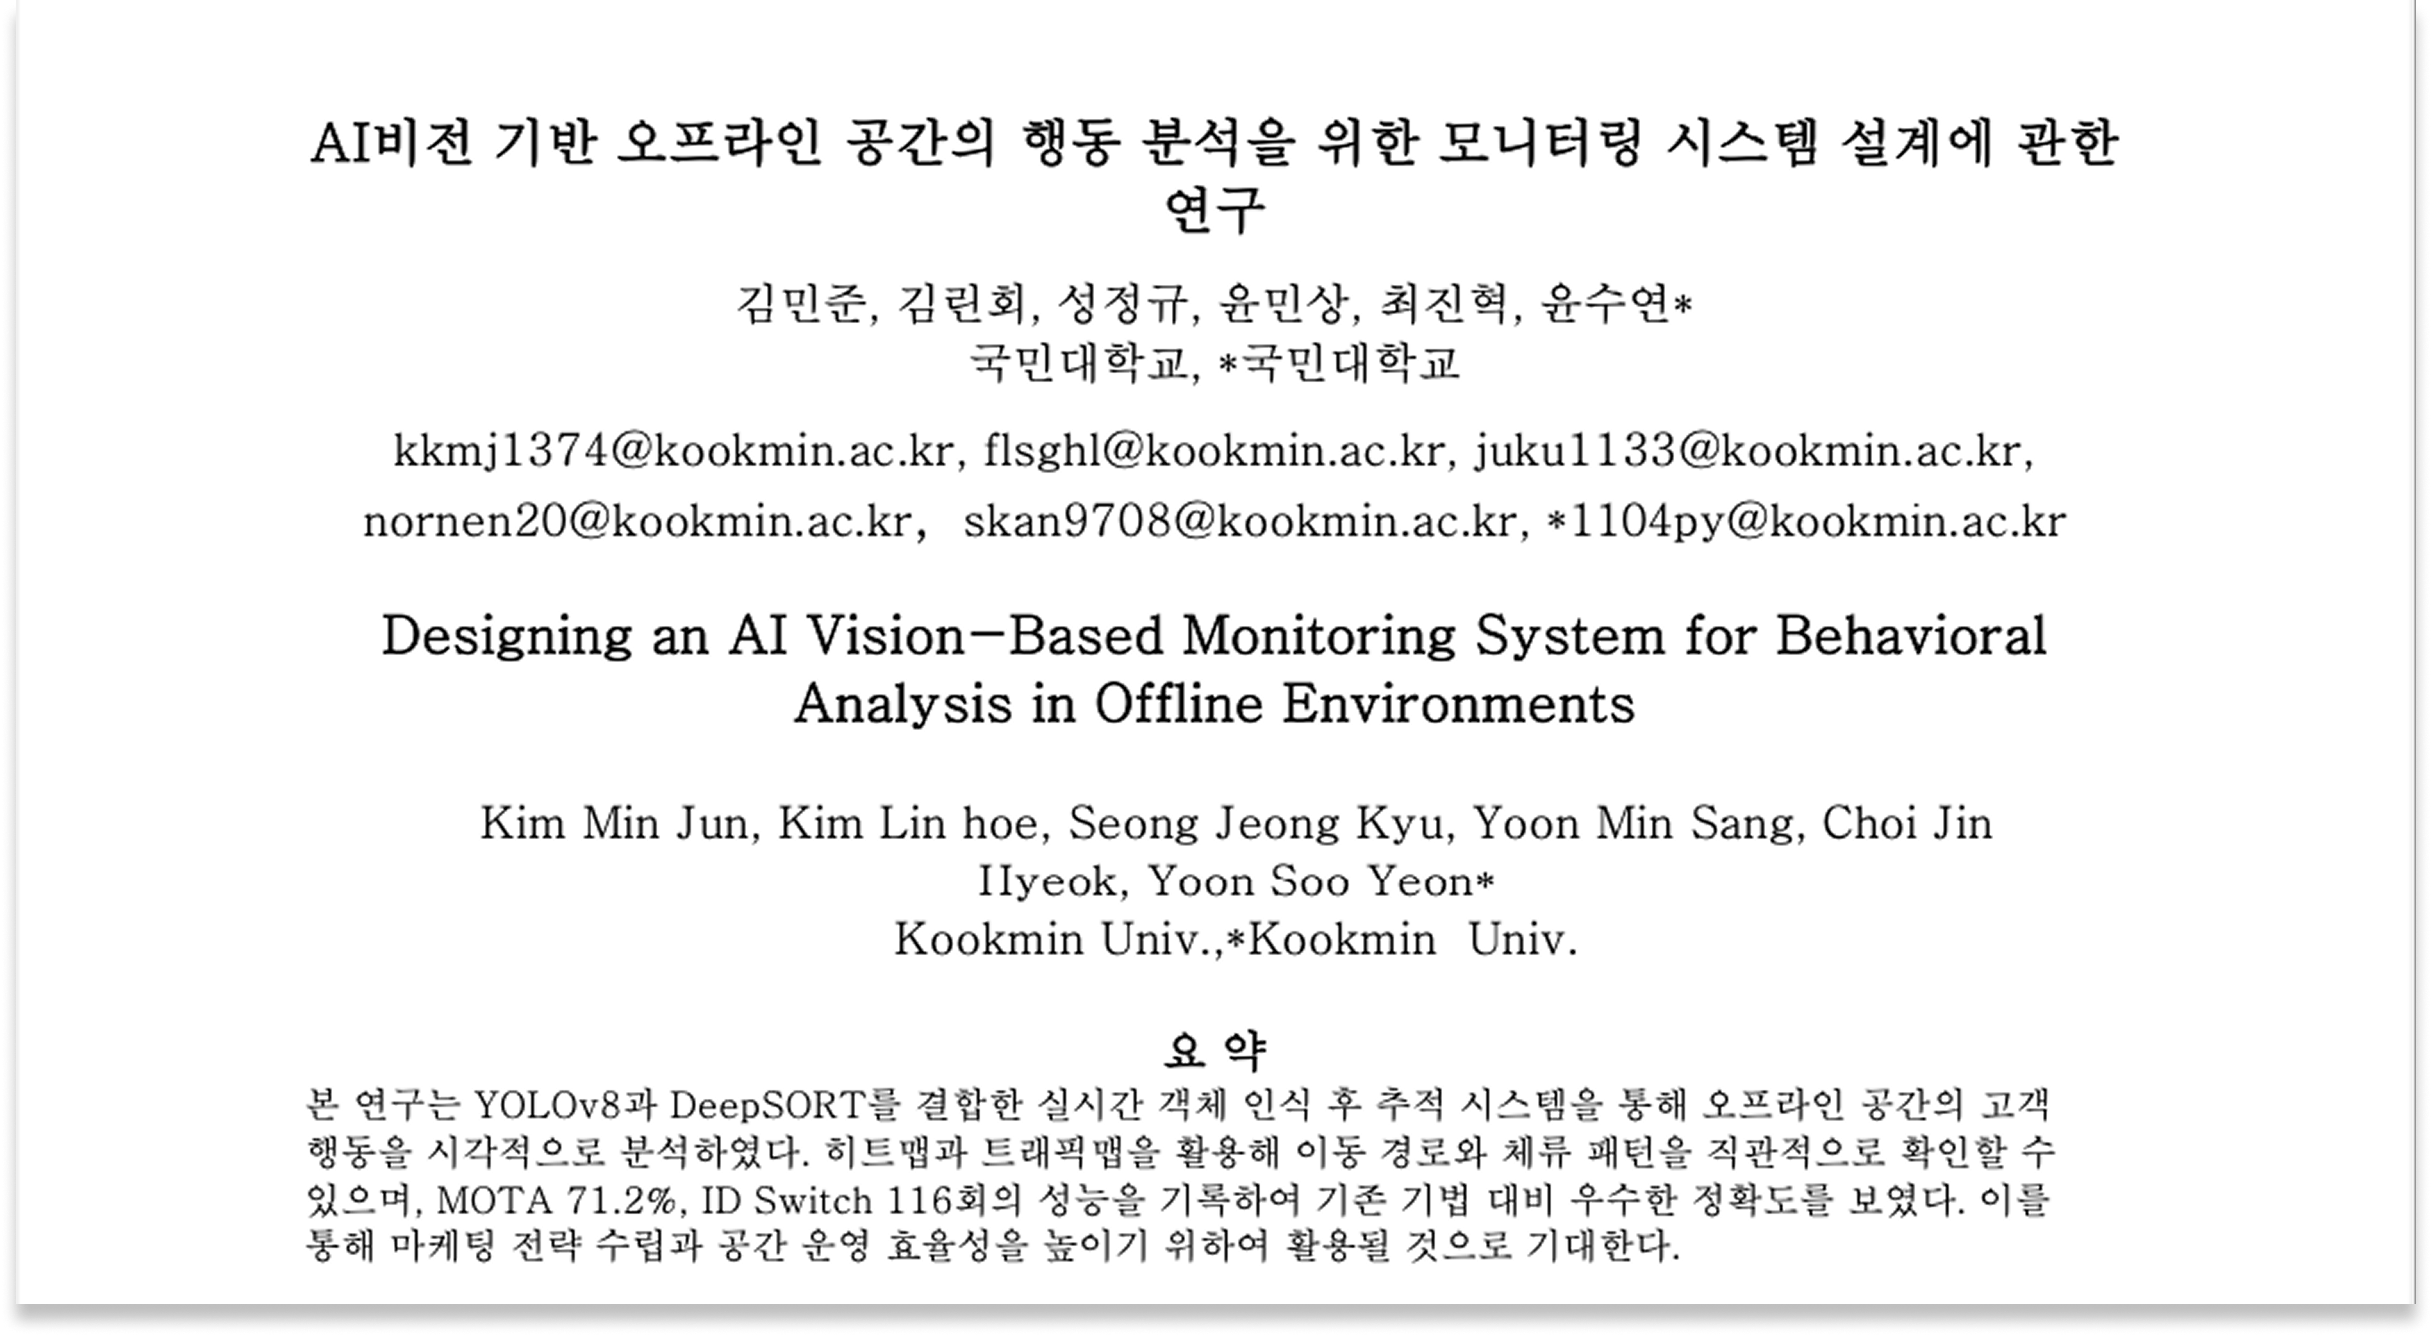 AI비전 기반 오프라인 공간의 행동 분석을 위한 모니터링 시스템 설계에 관한
연구
김민준, 김린회, 성정규, 윤민상, 최진혁, 윤수연*
국민대학교, *국민대학교
kkmj1374@kookmin.ac.kr, flsghl@kookmin.ac.kr, juku1133@kookmin.ac.kr,
nornen20@kookmin.ac.kr, skan9708@kookmin.ac.kr, *1104py@kookmin.ac.kr
Designing an AI Vision-Based Monitoring System for Behavioral
Analysis in Offline Environments
Kim Min Jun, Kim Lin hoe, Seong Jeong Kyu, Yoon Min Sang, Choi Jin
Hyeok, Yoon Soo Yeon*
Kookmin Univ.,*Kookmin Univ.
요 약
본 연구는 YOLOv8과 DeepSORT를 결합한 실시간 객체 인식 후 추적 시스템을 통해 오프라인 공간의 고객
행동을 시각적으로 분석하였다. 히트맵과 트래픽맵을 활용해 이동 경로와 체류 패턴을 직관적으로 확인할 수
있으며, MOTA 71.2%, ID Switch 116회의 성능을 기록하여 기존 기법 대비 우수한 정확도를 보였다. 이를
통해 마케팅 전략 수립과 공간 운영 효율성을 높이기 위하여 활용될 것으로 기대한다.